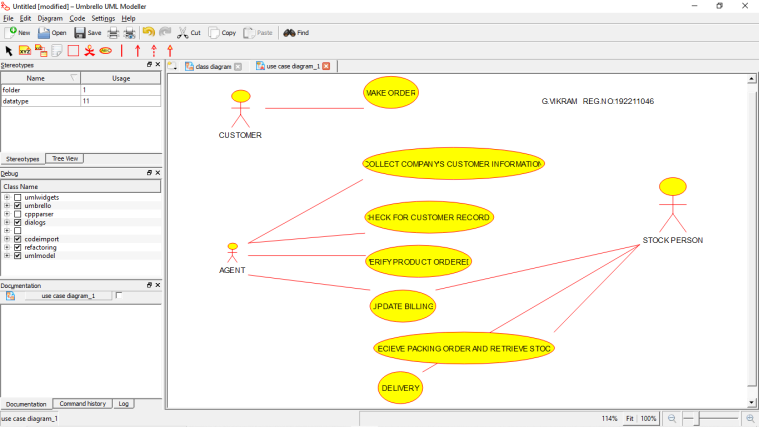 Untitled [modified] – Umbrello UML Modeller
File Edit Diagram Code Settings Help
New Open Save Cut Copy Paste Find
Stereotypes
Name Usage
folder 1
datatype 11
Stereotypes Tree View
Debug
Class Name
umlwidgets
umbrello
cppparser
dialogs
codeimport
refactoring
umlmodel
Documentation
use case diagram_1
Documentation Command history Log
class diagram use case diagram_1
MAKE ORDER
G.VIKRAM REG.NO:192211046
CUSTOMER
COLLECT COMPANYS CUSTOMER INFORMATION
CHECK FOR CUSTOMER RECORD
STOCK PERSON
VERIFY PRODUCT ORDERED
AGENT
UPDATE BILLING
ECIEVE PACKING ORDER AND RETRIEVE STOC
DELIVERY
use case diagram_1
114% Fit 100%